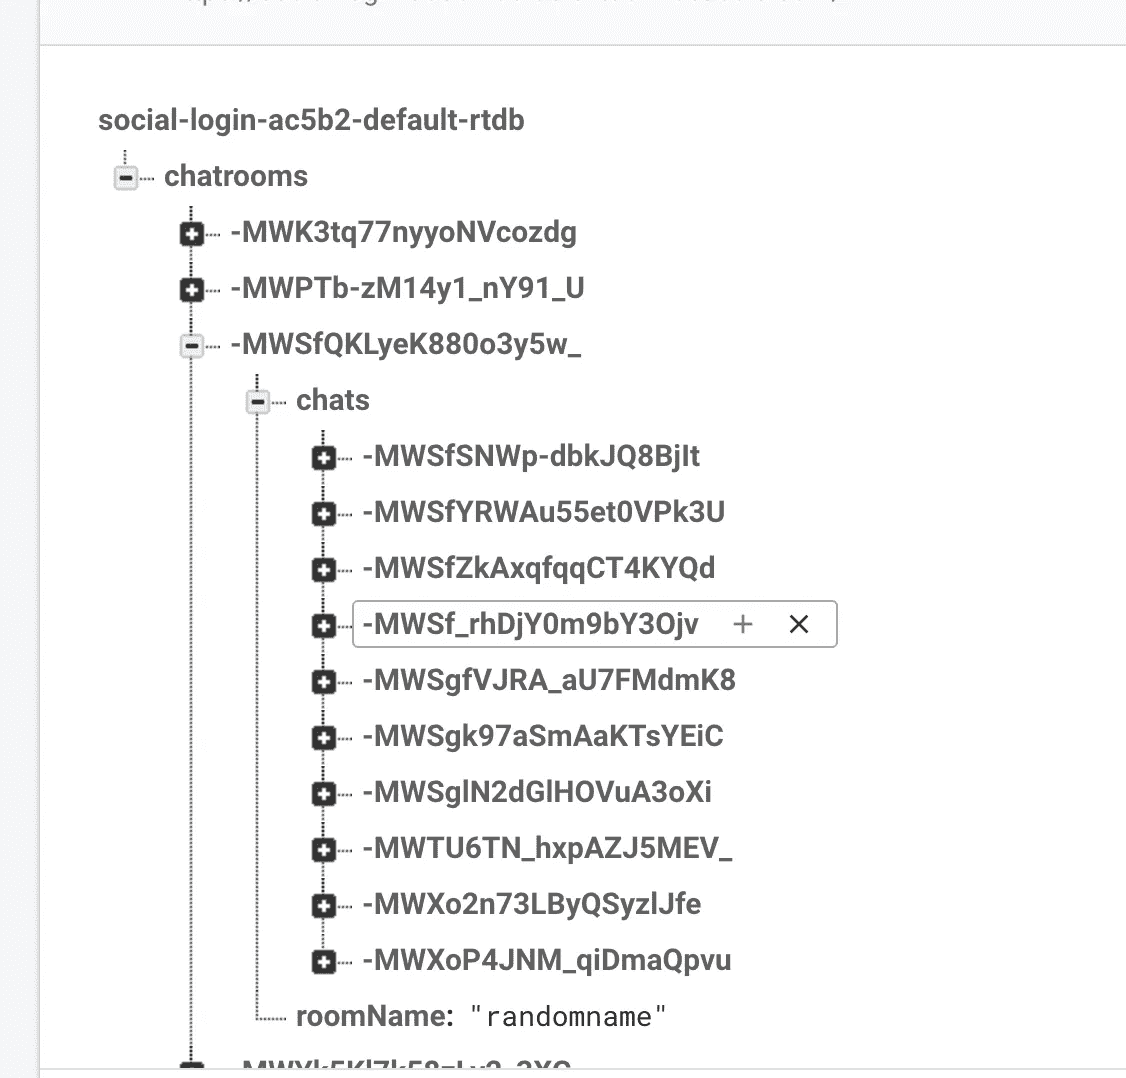 social-login-ac5b2-default-rtdb
chatrooms
-MWK3tq77nyyoNVcozdg
-MWPTb-zM14y1_nY91_U
-MWSfQKLyeK880o3y5w_
chats
-MWSfSNWp-dbkJQ8BjIt
-MWSfYRWAu55et0VPk3U
-MWSfZkAxqfqqCT4KYQd
-MWSf_rhDjY0m9bY3Ojv
-MWSgfVJRA_aU7FMdmK8
-MWSgk97aSmAaKTsYEiC
-MWSglN2dGlHOVuA3oXi
-MWTU6TN_hxpAZJ5MEV_
-MWXo2n73LByQSyzlJfe
-MWXoP4JNM_qiDmaQpvu
roomName: "randomname"